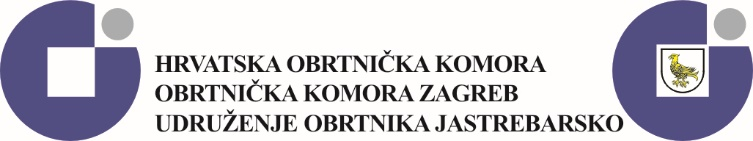 HRVATSKA OBRTNIČKA KOMORA
OBRTNIČKA KOMORA ZAGREB
UDRUŽENJE OBRTNIKA JASTREBARSKO